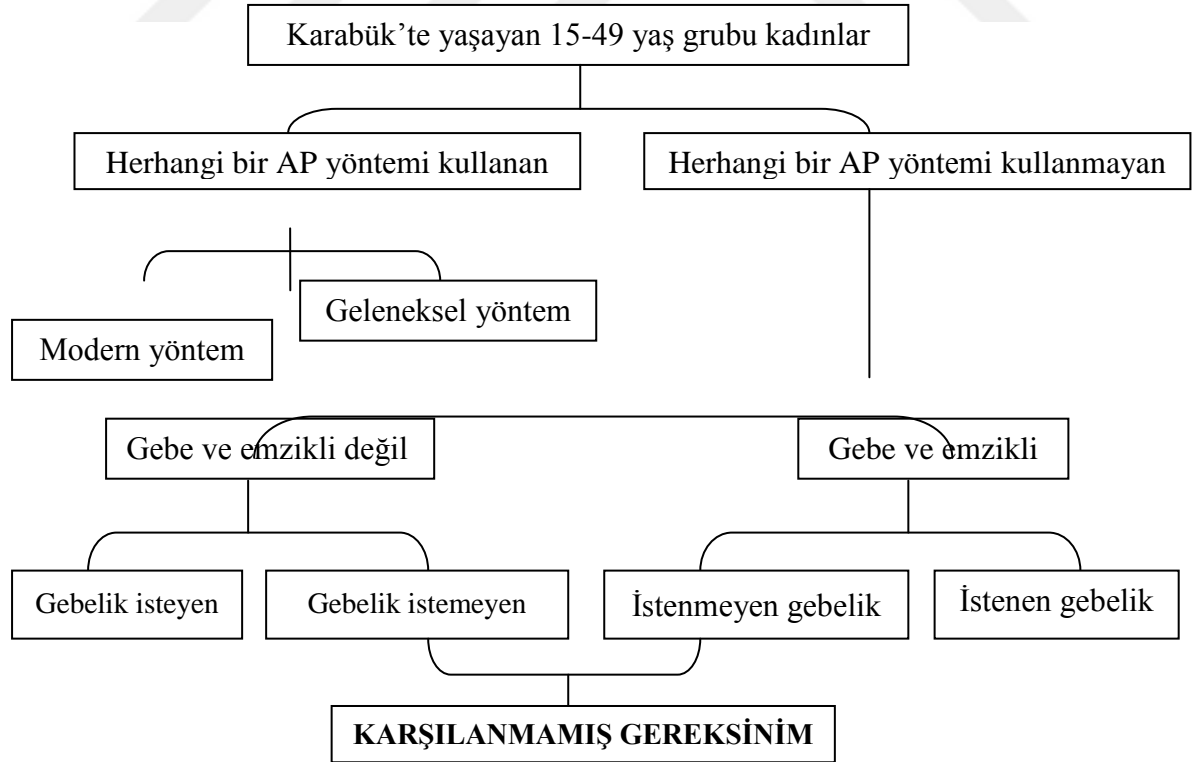 Karabük’te yaşayan 15-49 yaş grubu kadınlar
Herhangi bir AP yöntemi kullanan
Herhangi bir AP yöntemi kullanmayan
Geleneksel yöntem
Modern yöntem
Gebe ve emzikli değil
Gebe ve emzikli
Gebelik isteyen
Gebelik istemeyen
İstenmeyen gebelik
İstenen gebelik
KARŞILANMAMIŞ GEREKSİNİM